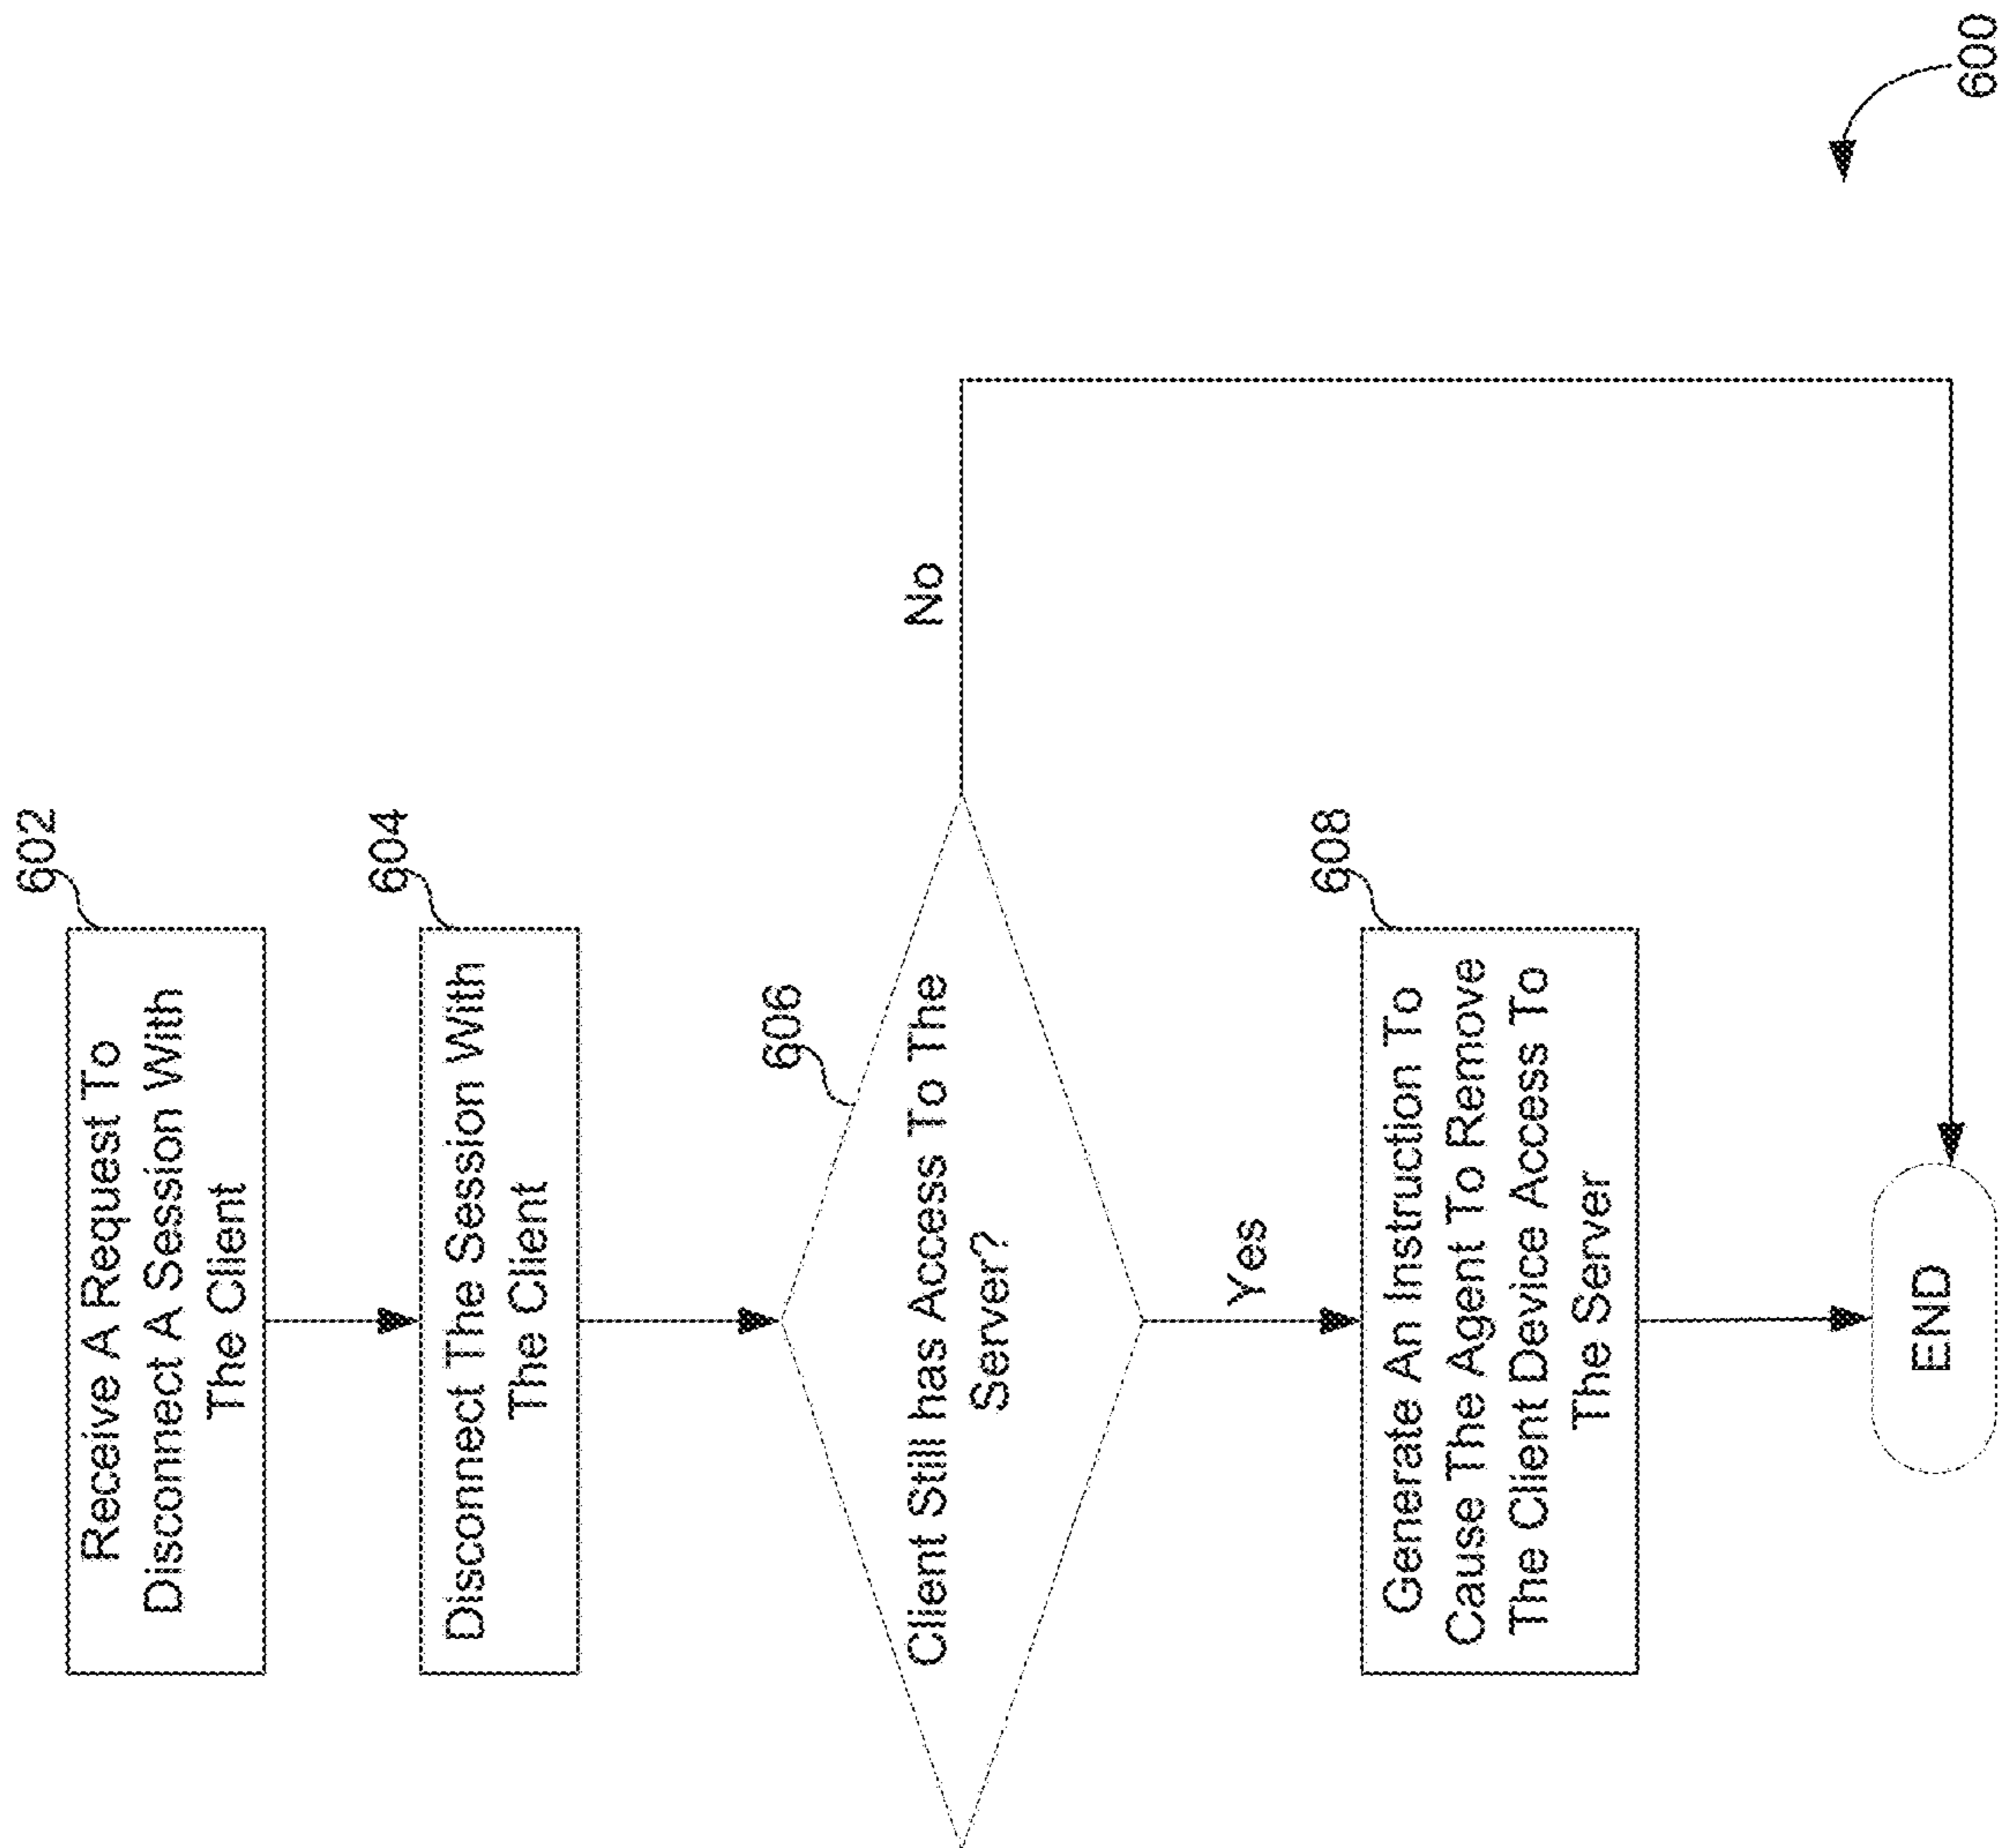 602
Receive A Request To
Disconnect A Session With
The Client
604
Disconnect The Session With
The Client
606
Client Still has Access To The
Server?
No
Yes
608
Generate An Instruction To
Cause The Agent To Remove
The Client Device Access To
The Server
END
600